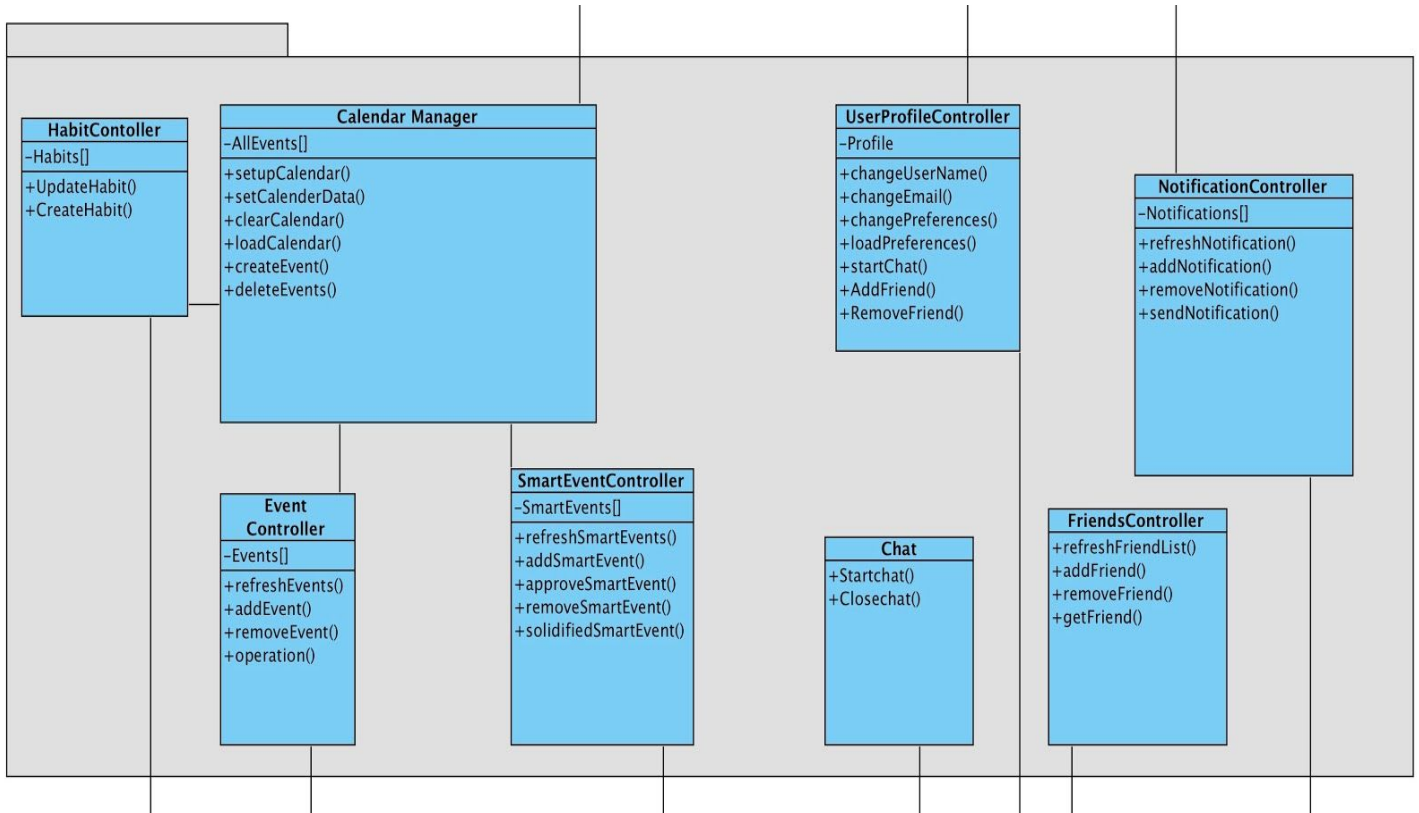 HabitContoller
-Habits[]
+UpdateHabit()
+CreateHabit()
Calendar Manager
-AllEvents[]
+setupCalendar()
+setCalenderData()
+clearCalendar()
+loadCalendar()
+createEvent()
+deleteEvents()
UserProfileController
-Profile
+changeUserName()
+changeEmail()
+changePreferences()
+loadPreferences()
+startChat()
+AddFriend()
+RemoveFriend()
NotificationController
-Notifications[]
+refreshNotification()
+addNotification()
+removeNotification()
+sendNotification()
Event
Controller
-Events[]
+refreshEvents()
+addEvent()
+removeEvent()
+operation()
SmartEventController
-SmartEvents[]
+refreshSmartEvents()
+addSmartEvent()
+approveSmartEvent()
+removeSmartEvent()
+solidifiedSmartEvent()
Chat
+Startchat()
+Closechat()
FriendsController
+refreshFriendList()
+addFriend()
+removeFriend()
+getFriend()